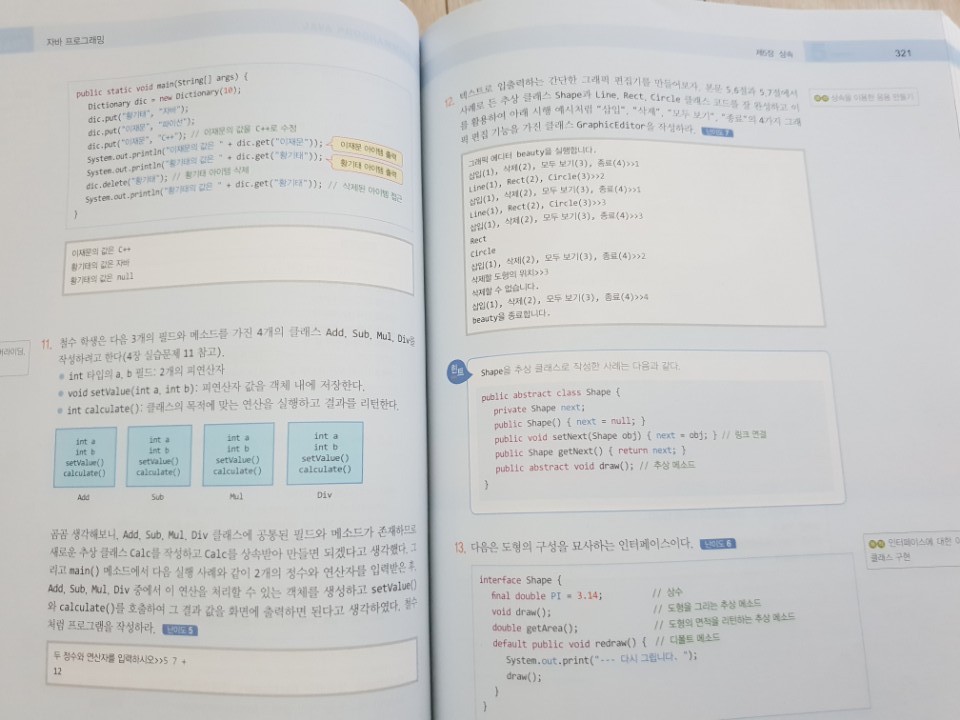 자바 프로그래밍
public static void main(String[] args) {
Dictionary dic = new Dictionary(10);
dic.put("황기태", "자바");
dic.put("이재문", "파이선");
dic.put("이재문", "C++"); // 이재문의 값을 C++로 수정
System.out.println("이재문의 값은 " + dic.get("이재문")); 이재문 아이템 출력
System.out.println("황기태의 값은 " + dic.get("황기태")); 황기태 아이템 출력
dic.delete("황기태"); // 황기태 아이템 삭제
System.out.println("황기태의 값은 " + dic.get("황기태")); // 삭제된 아이템 접근
}
이재문의 값은 C++
황기태의 값은 자바
황기태의 값은 null
11. 철수 학생은 다음 3개의 필드와 메소드를 가진 4개의 클래스 Add, Sub, Mul, Div를
작성하려고 한다(4장 실습문제 11 참고).
• int 타입의 a, b 필드: 2개의 피연산자
• void setValue(int a, int b): 피연산자 값을 객체 내에 저장한다.
• int calculate(): 클래스의 목적에 맞는 연산을 실행하고 결과를 리턴한다.
int a int a int a int a
int b int b int b int b
setValue() setValue() setValue() setValue()
calculate() calculate() calculate() calculate()
Add Sub Mul Div
곰곰 생각해보니, Add, Sub, Mul, Div 클래스에 공통된 필드와 메소드가 존재하므로
새로운 추상 클래스 Calc를 작성하고 Calc를 상속받아 만들면 되겠다고 생각했다. 그
리고 main() 메소드에서 다음 실행 사례와 같이 2개의 정수와 연산자를 입력받은 후,
Add, Sub, Mul, Div 중에서 이 연산을 처리할 수 있는 객체를 생성하고 setValue()
와 calculate()를 호출하여 그 결과 값을 화면에 출력하면 된다고 생각하였다. 철수
처럼 프로그램을 작성하라. 난이도 5
두 정수와 연산자를 입력하시오>>5 7 +
12
제5장 상속 321
12. 텍스트로 입출력하는 간단한 그래픽 편집기를 만들어보자. 본문 5.6절과 5.7절에서
사례로 든 추상 클래스 Shape과 Line, Rect, Circle 클래스 코드를 잘 완성하고 이
를 활용하여 아래 시행 예시처럼 "삽입", "삭제", "모두 보기", "종료"의 4가지 그래
픽 편집 기능을 가진 클래스 GraphicEditor을 작성하라. 난이도 7
상속을 이용한 응용 만들기
그래픽 에디터 beauty을 실행합니다.
삽입(1), 삭제(2), 모두 보기(3), 종료(4)>>1
Line(1), Rect(2), Circle(3)>>2
삽입(1), 삭제(2), 모두 보기(3), 종료(4)>>1
Line(1), Rect(2), Circle(3)>>3
삽입(1), 삭제(2), 모두 보기(3), 종료(4)>>3
Rect
Circle
삽입(1), 삭제(2), 모두 보기(3), 종료(4)>>2
삭제할 도형의 위치>>3
삭제할 수 없습니다.
삽입(1), 삭제(2), 모두 보기(3), 종료(4)>>4
beauty을 종료합니다.
힌트 Shape을 추상 클래스로 작성한 사례는 다음과 같다.
public abstract class Shape {
private Shape next;
public Shape() { next = null; }
public void setNext(Shape obj) { next = obj; } // 링크 연결
public Shape getNext() { return next; }
public abstract void draw(); // 추상 메소드
}
13. 다음은 도형의 구성을 묘사하는 인터페이스이다. 난이도 6
인터페이스에 대한
클래스 구현
interface Shape {
final double PI = 3.14; // 상수
void draw(); // 도형을 그리는 추상 메소드
double getArea(); // 도형의 면적을 리턴하는 추상 메소드
default public void redraw() { // 디폴트 메소드
System.out.print("--- 다시 그립니다. ");
draw();
}
}